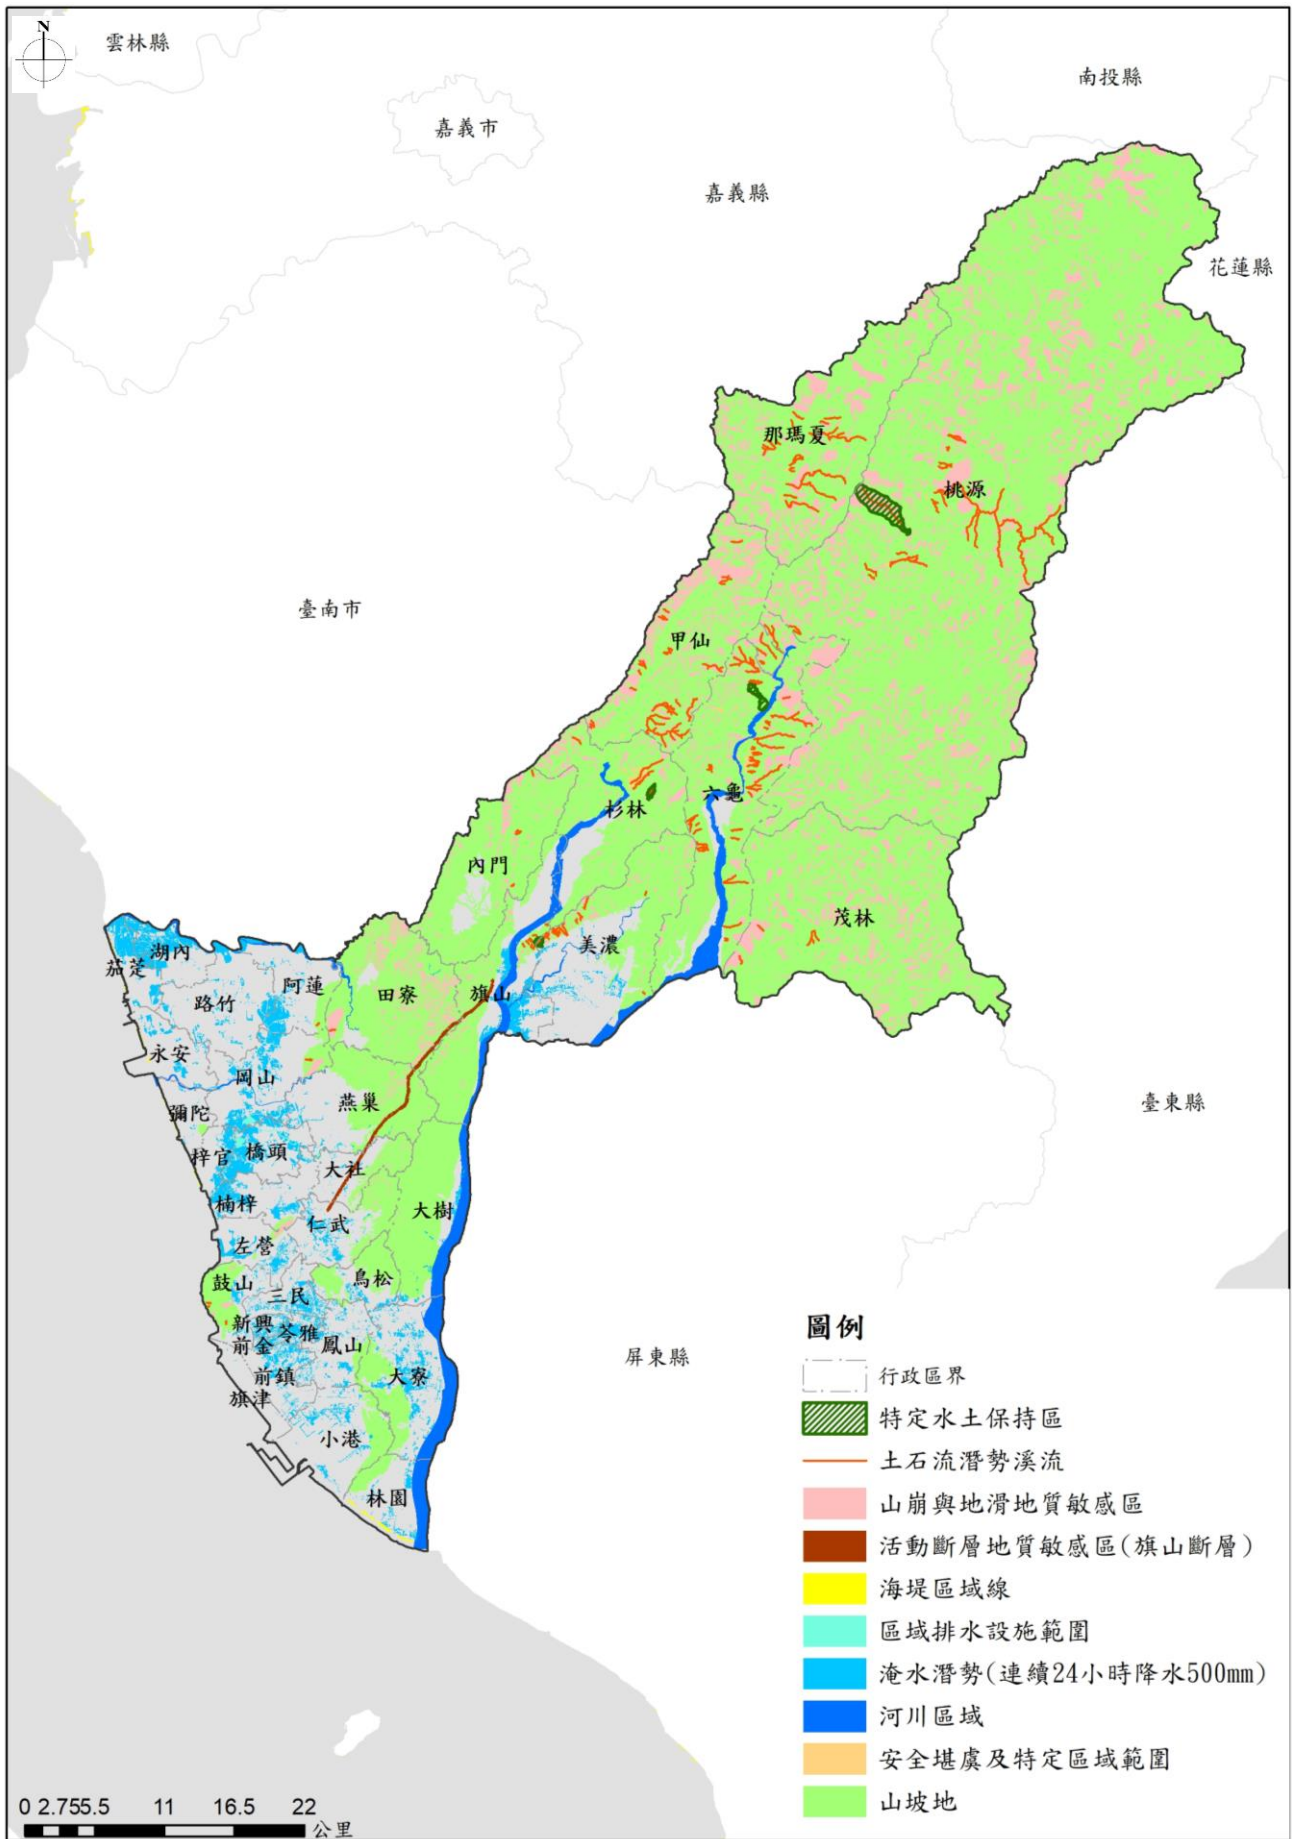 N
雲林縣
南投縣
嘉義市
嘉義縣
花蓮縣
那瑪夏
桃源
臺南市
甲仙
六龜
杉林
內門
茂林
美濃
湖內
茄萣
阿蓮
田寮
旗山
路竹
永安
岡山
燕巢
彌陀
臺東縣
橋頭
梓官
大社
楠梓
大樹
仁武
左營
鳥松
鼓山
三民
新興
苓雅
前金
鳳山
屏東縣
前鎮
大寮
旗津
小港
林園
圖例
行政區界
特定水土保持區
土石流潛勢溪流
山崩與地滑地質敏感區
活動斷層地質敏感區(旗山斷層)
海堤區域線
區域排水設施範圍
淹水潛勢(連續24小時降水500mm)
河川區域
安全堪虞及特定區域範圍
山坡地
0 2.755.5 11 16.5 22
公里